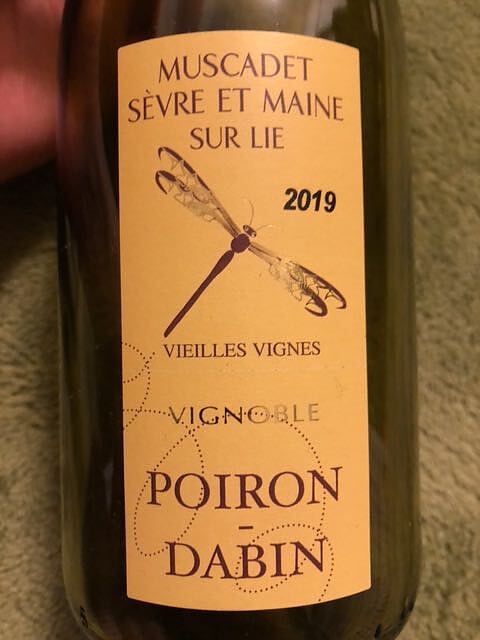 MUSCADET
SÈVRE ET MAINE
SUR LIE
2019
VIEILLES VIGNES
VIGNOBLE
POIRON
-
DABIN